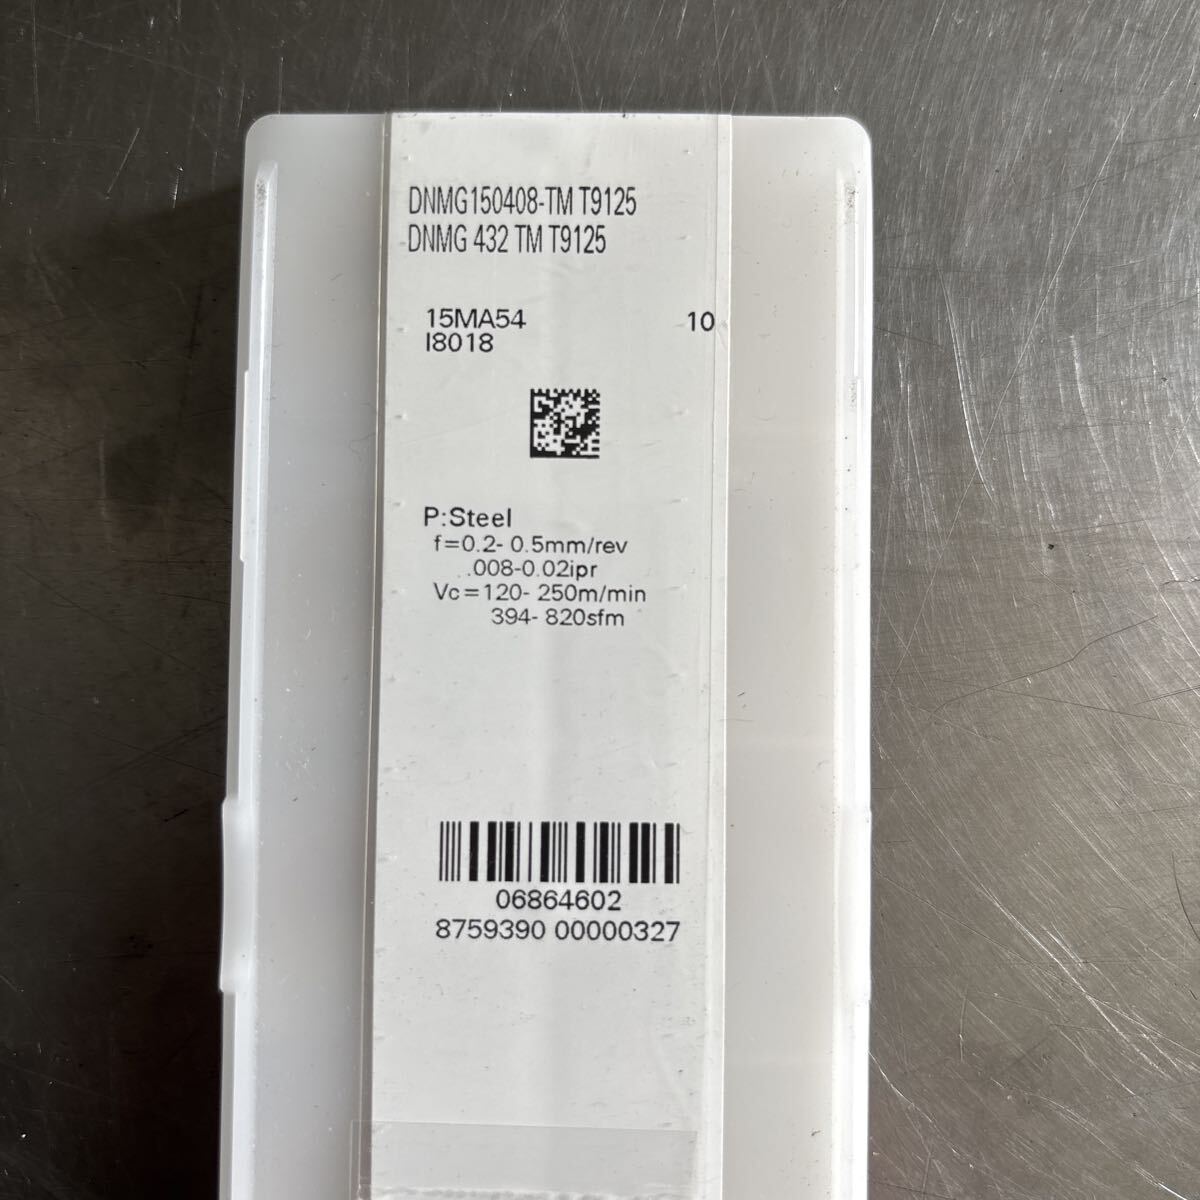 DNMG150408-TM T9125
DNMG 432 TM T9125
15MA54 10
I8018
P:Steel
f=0.2- 0.5mm/rev
.008-0.02ipr
Vc=120- 250m/min
394- 820sfm
06864602
8759390 00000327